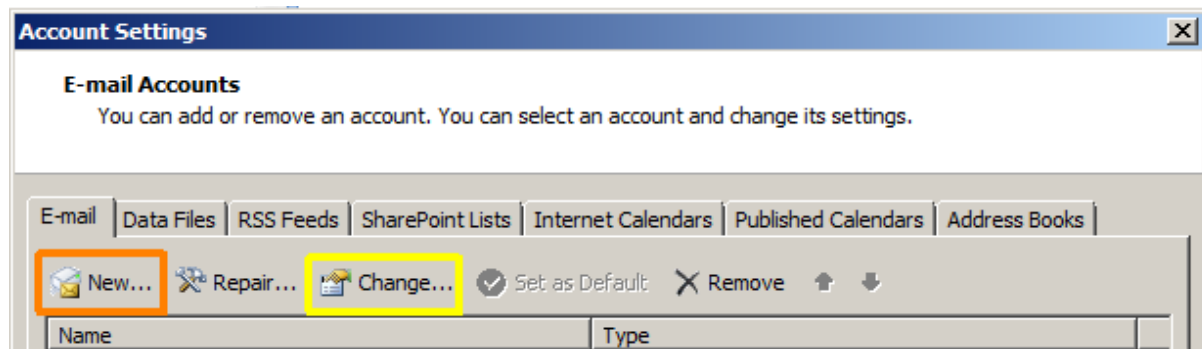 Account Settings
E-mail Accounts
You can add or remove an account. You can select an account and change its settings.
E-mail Data Files RSS Feeds SharePoint Lists Internet Calendars Published Calendars Address Books
New... Repair... Change... Set as Default Remove
Name Type